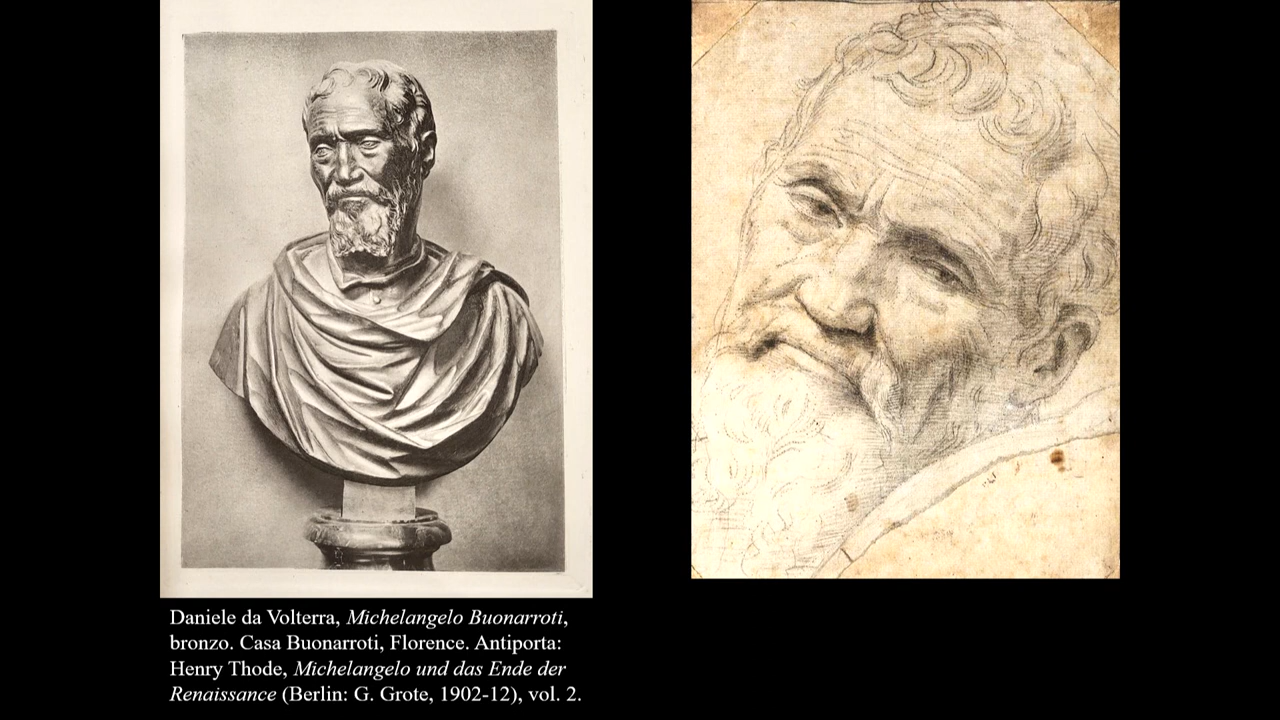 Daniele da Volterra, Michelangelo Buonarroti,
bronzo. Casa Buonarroti, Florence. Antiporta:
Henry Thode, Michelangelo und das Ende der
Renaissance (Berlin: G. Grote, 1902-12), vol. 2.